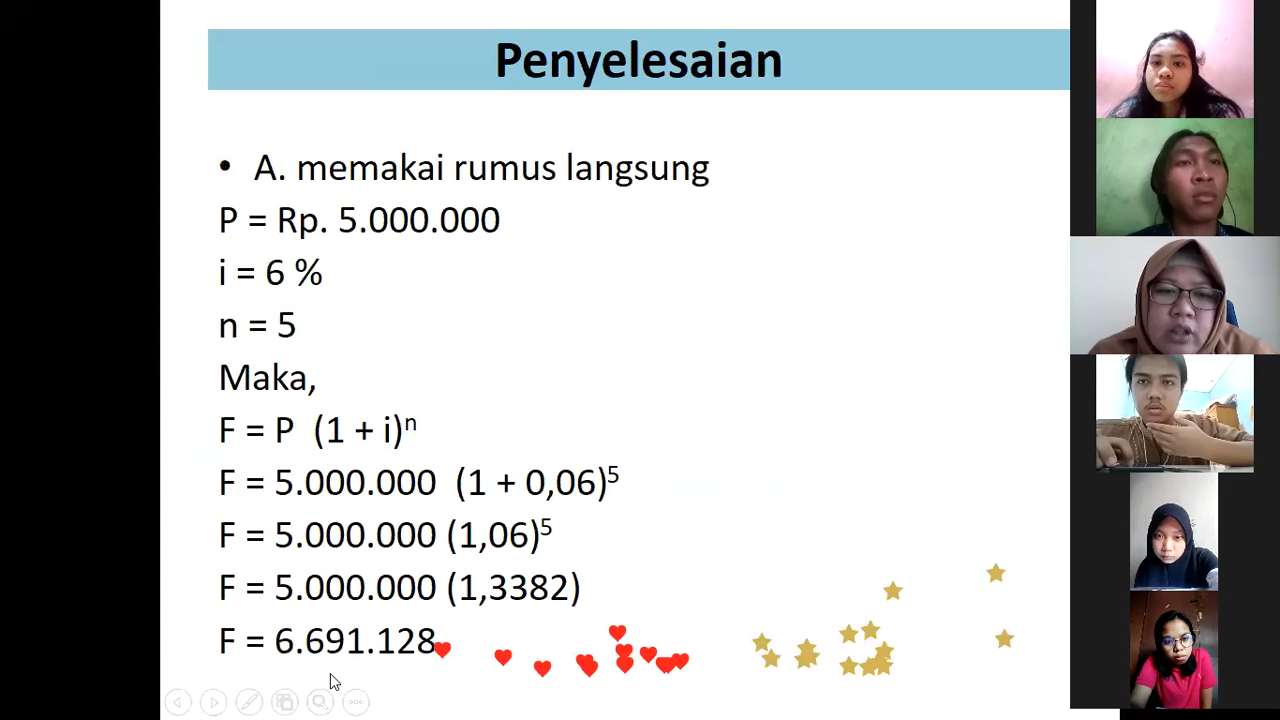 Penyelesaian
• A. memakai rumus langsung
P = Rp. 5.000.000
i = 6 %
n = 5
Maka,
F = P (1 + i)ⁿ
F = 5.000.000 (1 + 0,06)⁵
F = 5.000.000 (1,06)⁵
F = 5.000.000 (1,3382)
F = 6.691.128